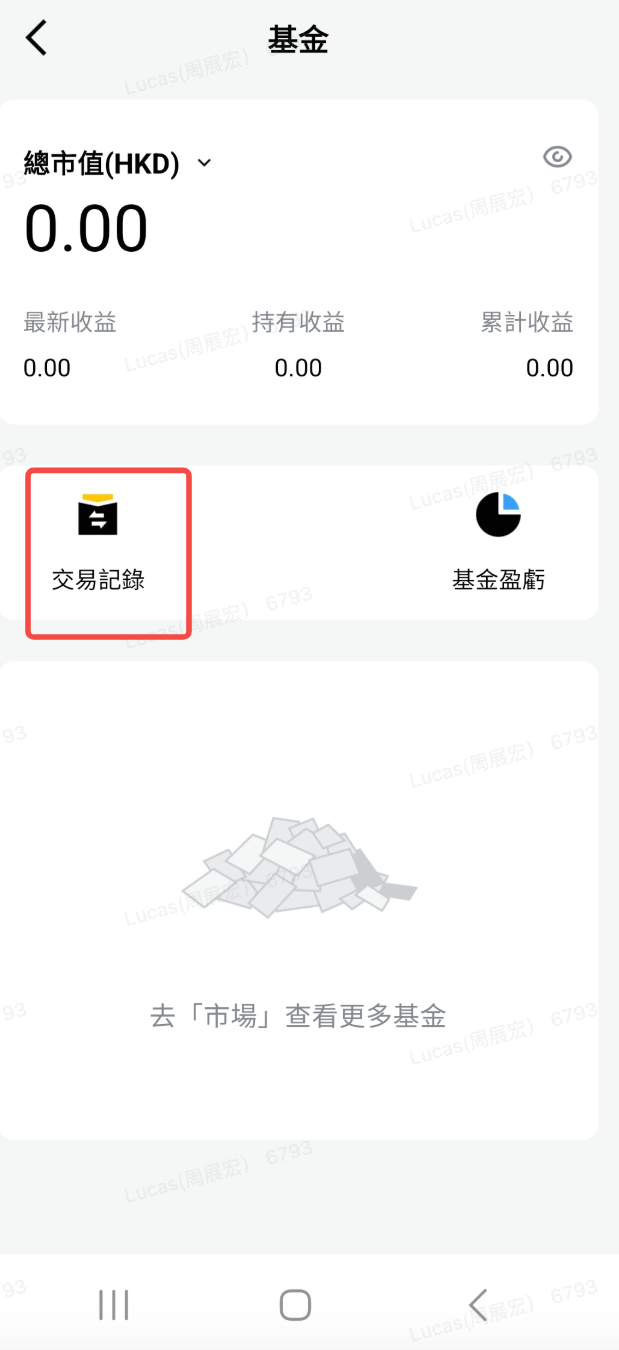 基金
總市值(HKD)
0.00
最新收益 持有收益 累計收益
0.00 0.00 0.00
交易記錄 基金盈虧
去「市場」查看更多基金
Lucas(周展宏) 6793